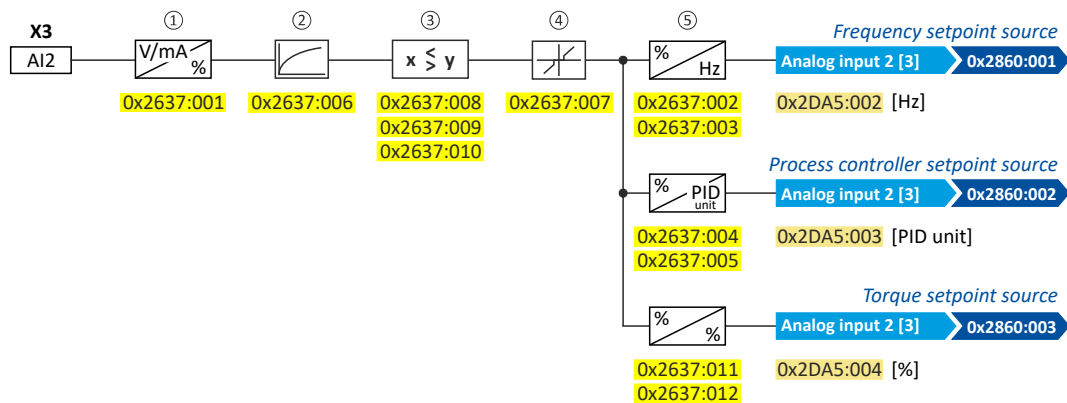 X3
AI2
①
V/mA
%
0x2637:001
②
0x2637:006
③
x ≶ y
0x2637:008
0x2637:009
0x2637:010
④
0x2637:007
⑤
%
Hz
0x2637:002
0x2637:003
Frequency setpoint source
Analog input 2 [3] 0x2860:001
0x2DA5:002 [Hz]
%
PID
unit
0x2637:004
0x2637:005
Process controller setpoint source
Analog input 2 [3] 0x2860:002
0x2DA5:003 [PID unit]
%
%
0x2637:011
0x2637:012
Torque setpoint source
Analog input 2 [3] 0x2860:003
0x2DA5:004 [%]